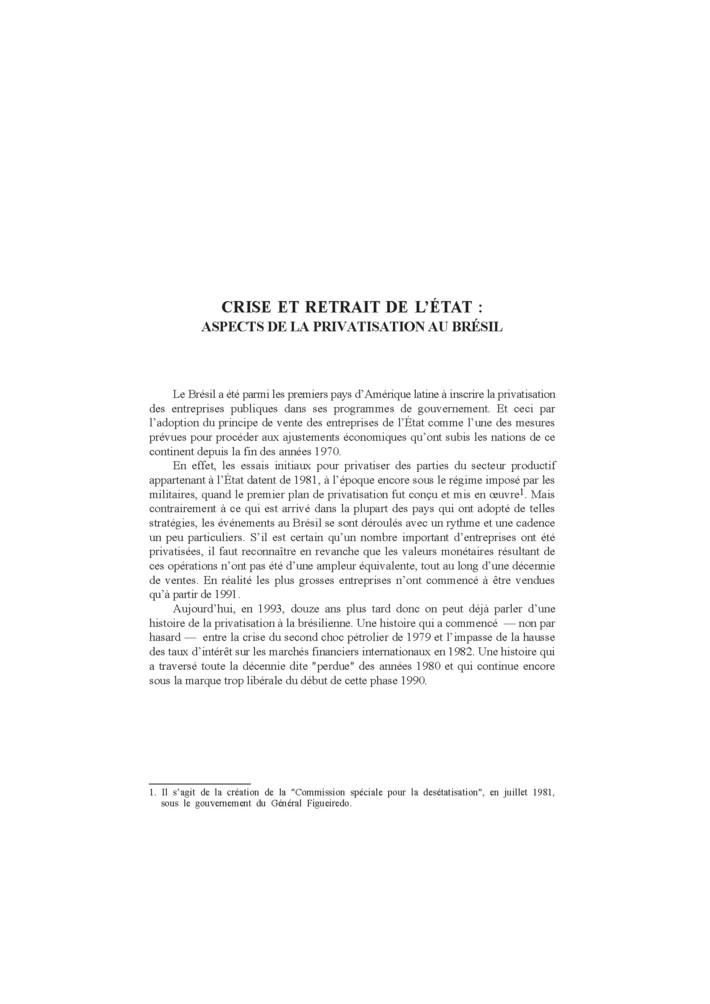 CRISE ET RETRAIT DE L’ÉTAT :
ASPECTS DE LA PRIVATISATION AU BRÉSIL
Le Brésil a été parmi les premiers pays d’Amérique latine à inscrire la privatisation
des entreprises publiques dans ses programmes de gouvernement. Et ceci par
l’adoption du principe de vente des entreprises de l’État comme l’une des mesures
prévues pour procéder aux ajustements économiques qu’ont subis les nations de ce
continent depuis la fin des années 1970.
En effet, les essais initiaux pour privatiser des parties du secteur productif
appartenant à l’État datent de 1981, à l’époque encore sous le régime imposé par les
militaires, quand le premier plan de privatisation fut conçu et mis en œuvre1. Mais
contrairement à ce qui est arrivé dans la plupart des pays qui ont adopté de telles
stratégies, les événements au Brésil se sont déroulés avec un rythme et une cadence
un peu particuliers. S’il est certain qu’un nombre important d’entreprises ont été
privatisées, il faut reconnaître en revanche que les valeurs monétaires résultant de
ces opérations n’ont pas été d’une ampleur équivalente, tout au long d’une décennie
de ventes. En réalité les plus grosses entreprises n’ont commencé à être vendues
qu’à partir de 1991.
Aujourd’hui, en 1993, douze ans plus tard donc on peut déjà parler d’une
histoire de la privatisation à la brésilienne. Une histoire qui a commencé — non par
hasard — entre la crise du second choc pétrolier de 1979 et l’impasse de la hausse
des taux d’intérêt sur les marchés financiers internationaux en 1982. Une histoire qui
a traversé toute la décennie dite "perdue" des années 1980 et qui continue encore
sous la marque trop libérale du début de cette phase 1990.
1. Il s’agit de la création de la "Commission spéciale pour la desétatisation", en juillet 1981,
sous le gouvernement du Général Figueiredo.